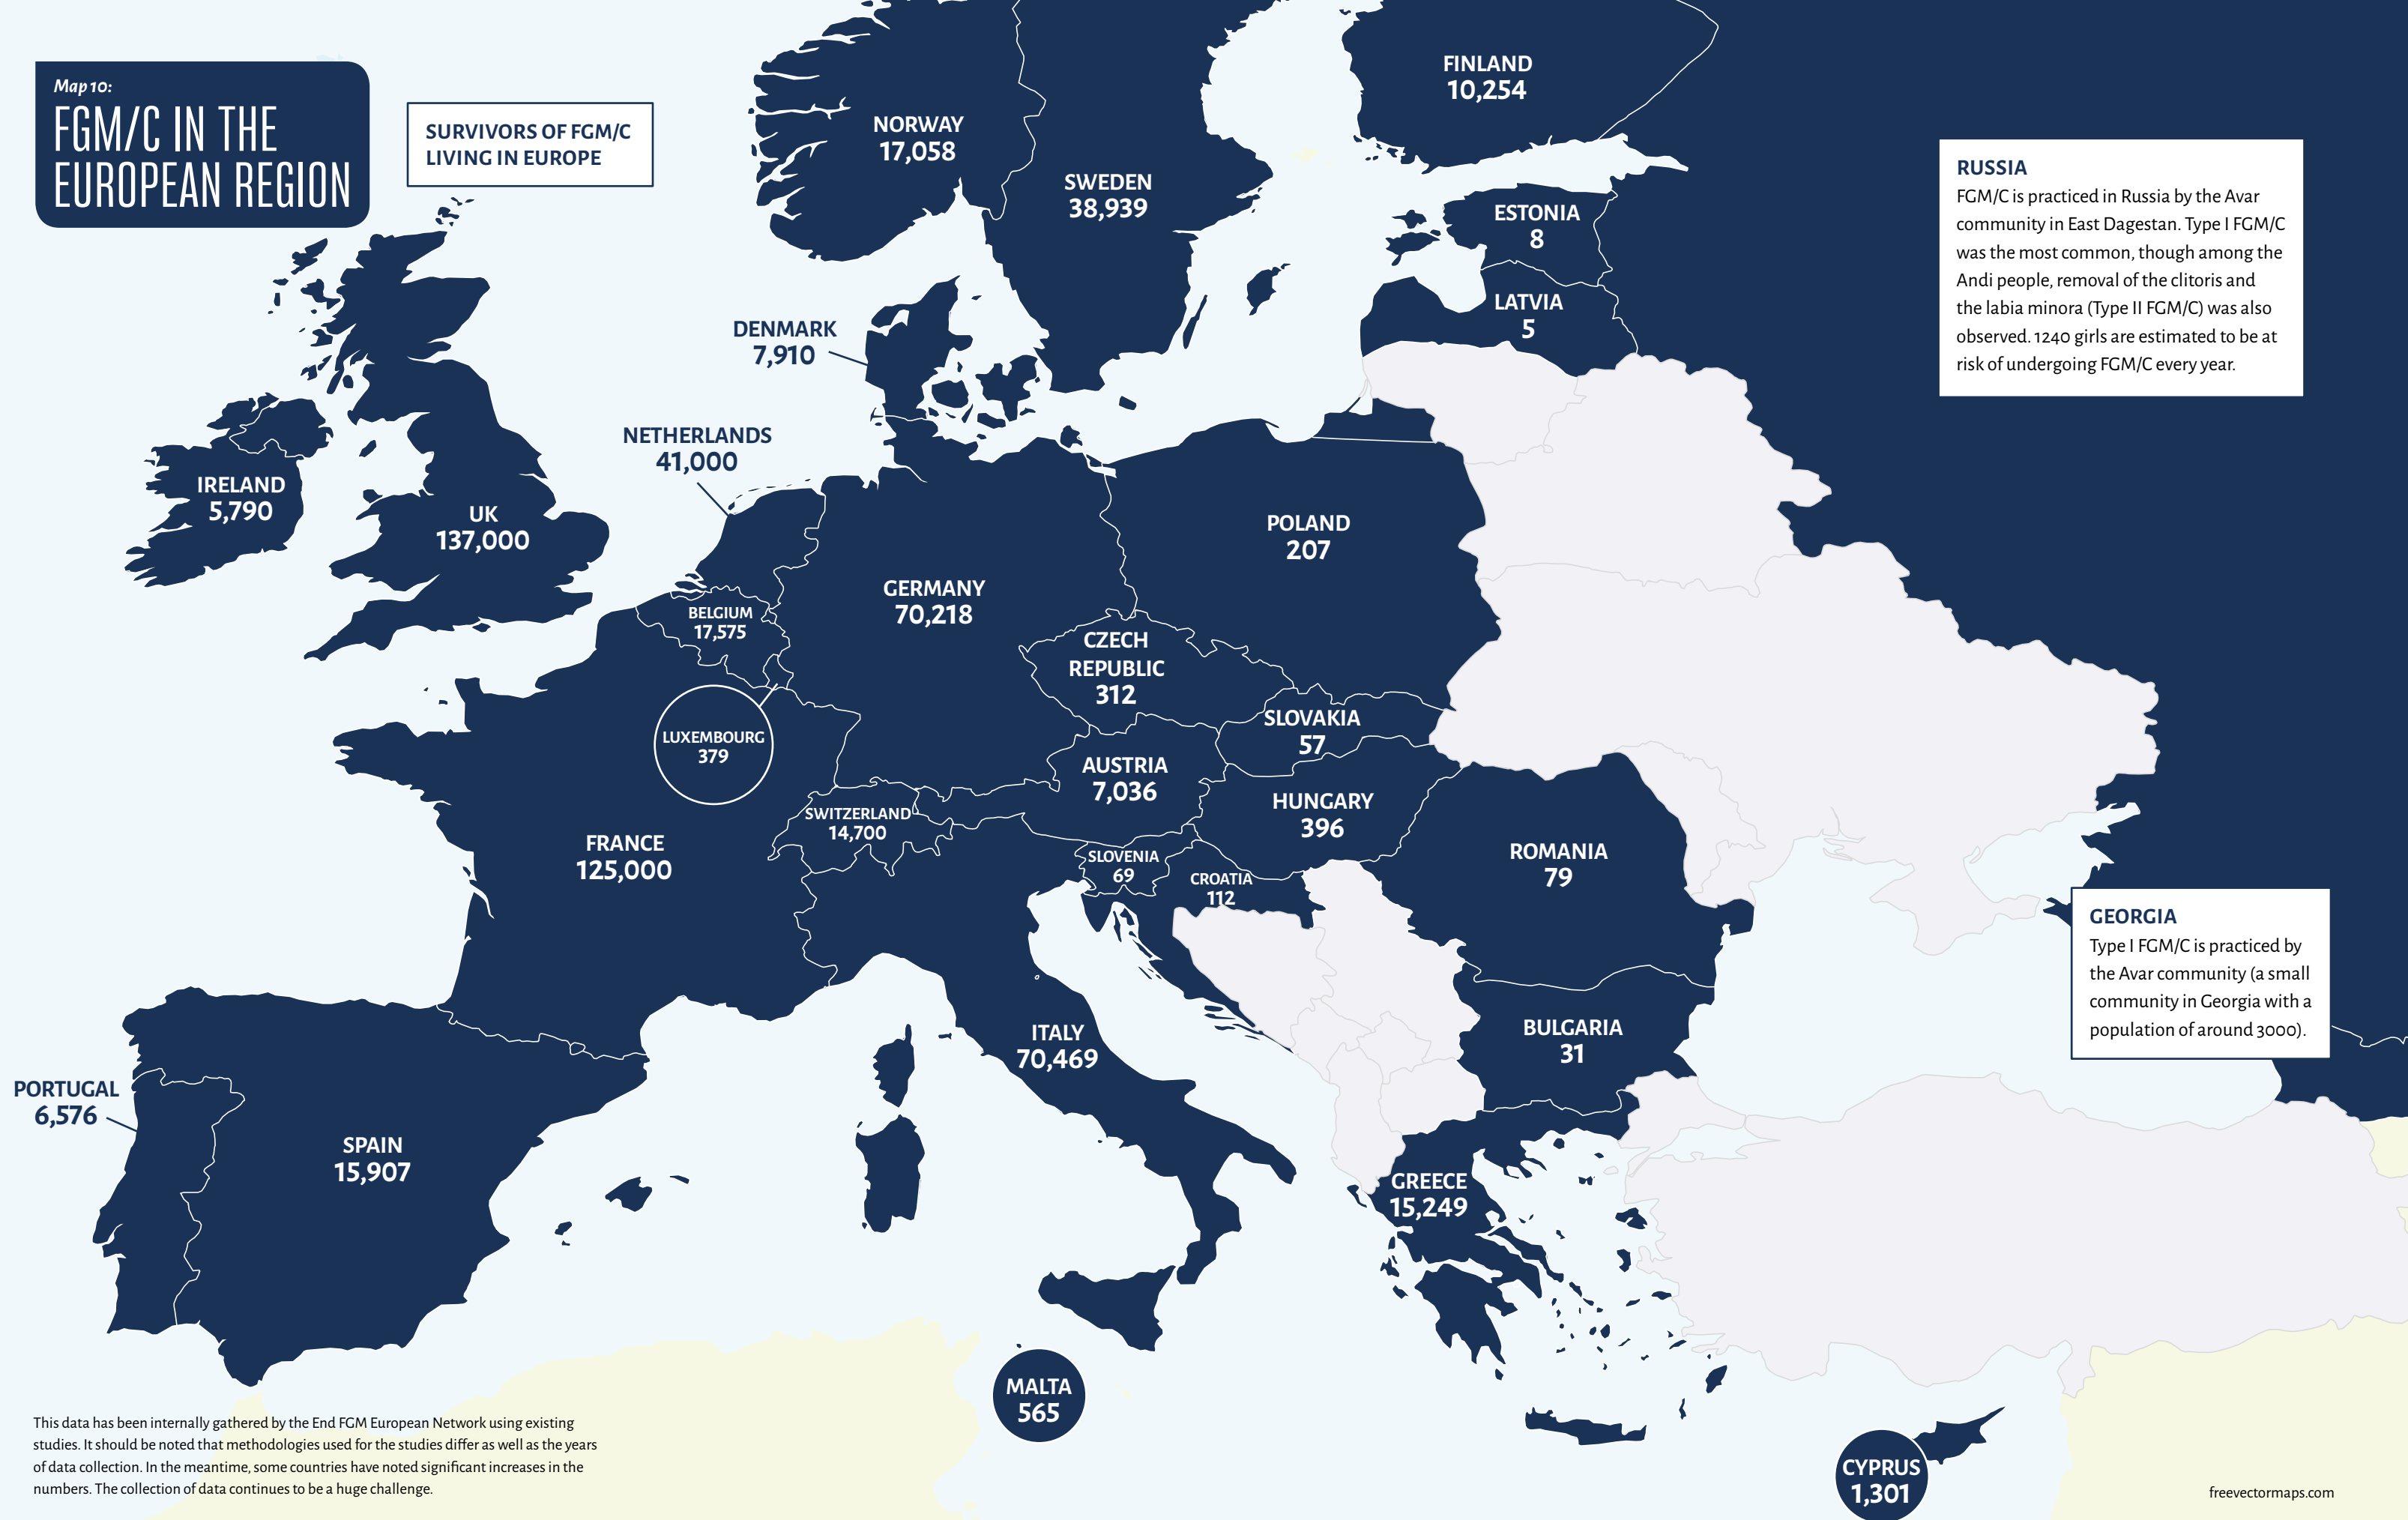 Map 10:
FGM/C IN THE
EUROPEAN REGION
SURVIVORS OF FGM/C
LIVING IN EUROPE
FINLAND
10,254
NORWAY
17,058
SWEDEN
38,939
ESTONIA
8
LATVIA
5
RUSSIA
FGM/C is practiced in Russia by the Avar
community in East Dagestan. Type I FGM/C
was the most common, though among the
Andi people, removal of the clitoris and
the labia minora (Type II FGM/C) was also
observed. 1240 girls are estimated to be at
risk of undergoing FGM/C every year.
DENMARK
7,910
NETHERLANDS
41,000
IRELAND
5,790
UK
137,000
POLAND
207
GERMANY
70,218
BELGIUM
17,575
CZECH
REPUBLIC
312
LUXEMBOURG
379
SLOVAKIA
57
AUSTRIA
7,036
HUNGARY
396
SWITZERLAND
14,700
FRANCE
125,000
SLOVENIA
69
CROATIA
112
ROMANIA
79
GEORGIA
Type I FGM/C is practiced by
the Avar community (a small
community in Georgia with a
population of around 3000).
ITALY
70,469
BULGARIA
31
PORTUGAL
6,576
SPAIN
15,907
GREECE
15,249
MALTA
565
CYPRUS
1,301
This data has been internally gathered by the End FGM European Network using existing
studies. It should be noted that methodologies used for the studies differ as well as the years
of data collection. In the meantime, some countries have noted significant increases in the
numbers. The collection of data continues to be a huge challenge.
freevectormaps.com